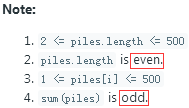 Note:
1. 2 <= piles.length <= 500
2. piles.length is even.
3. 1 <= piles[i] <= 500
4. sum(piles) is odd.